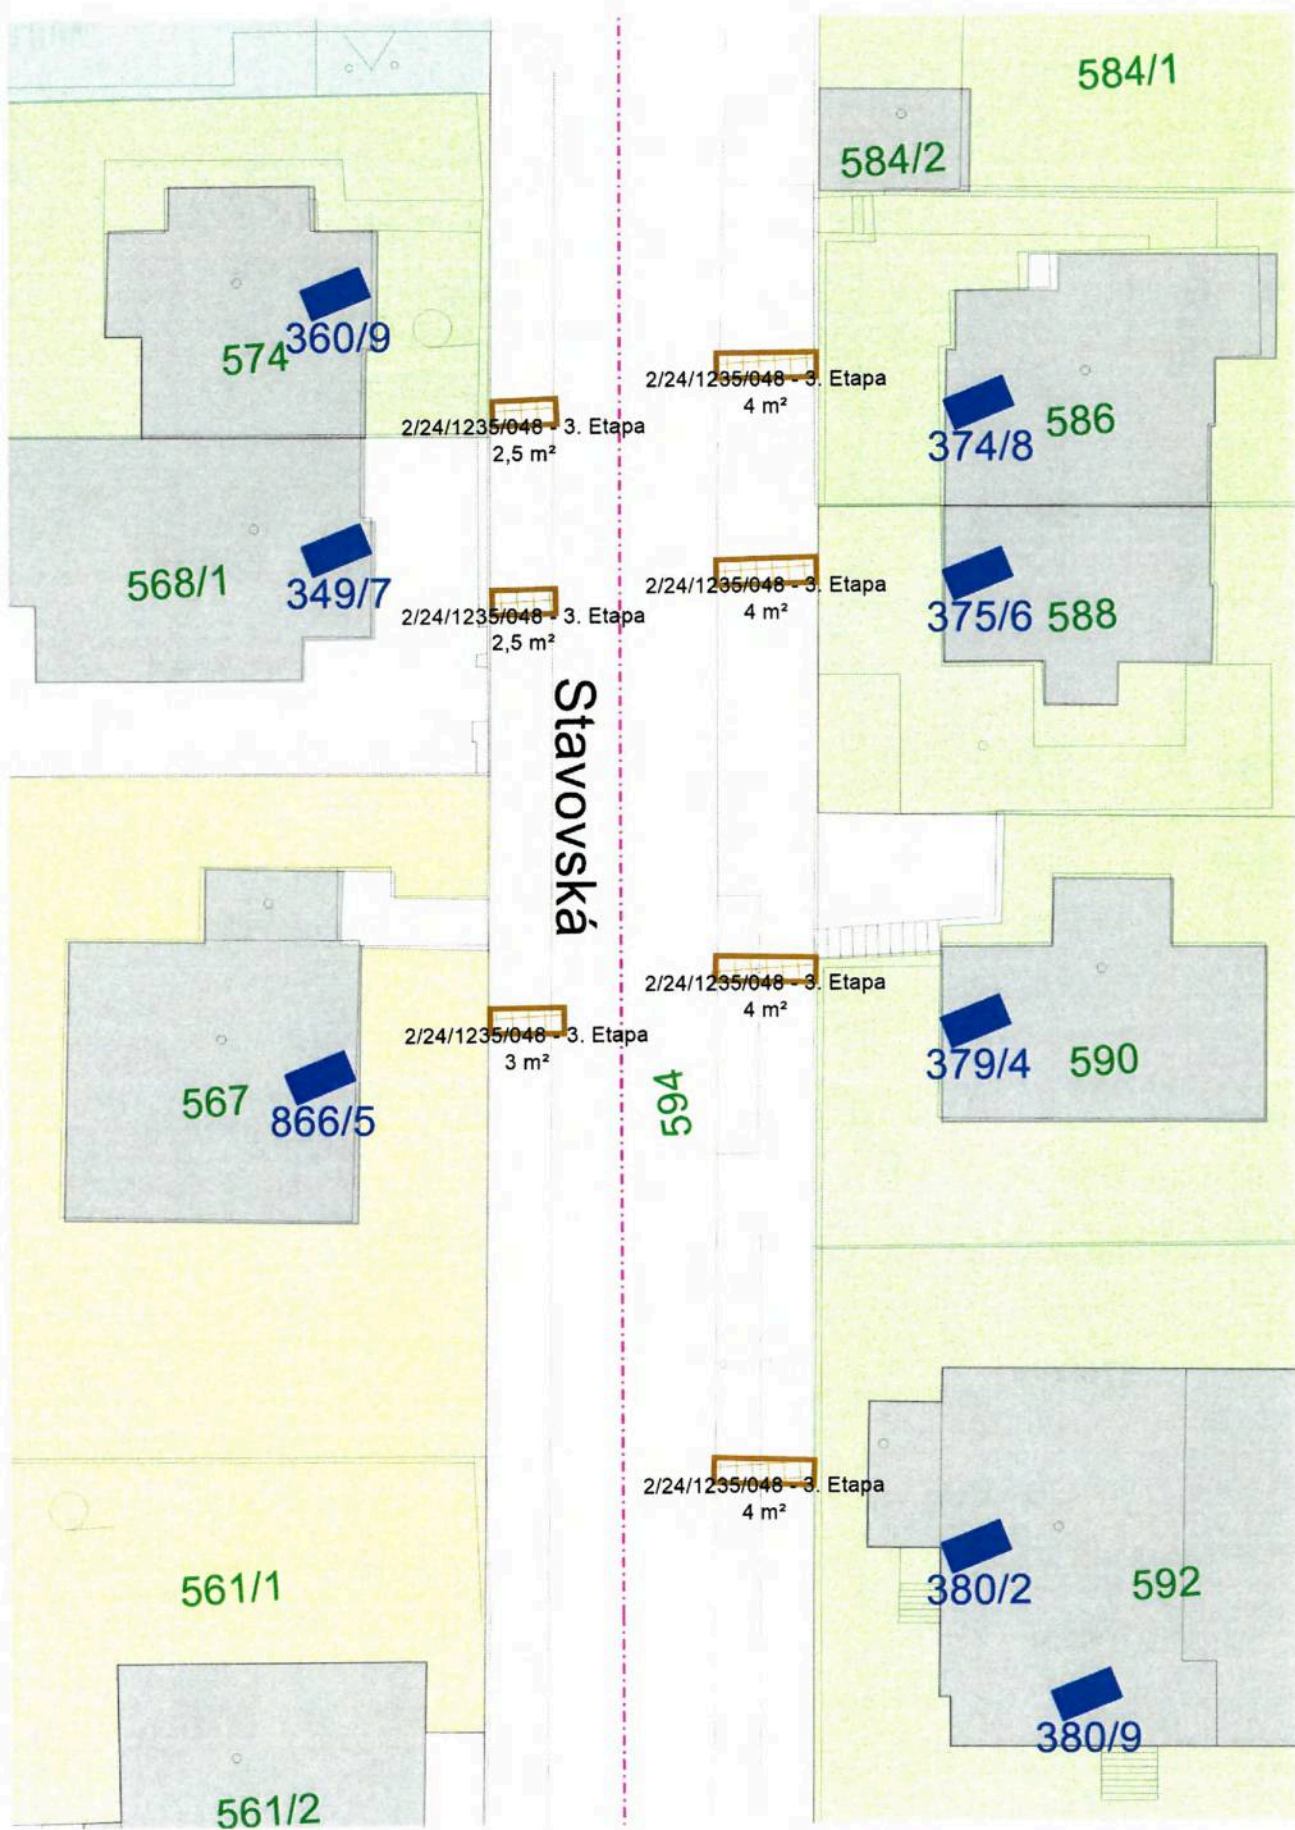 584/1
584/2
360/9
574
2/24/1235/048 - 3. Etapa
4 m²
586
374/8
2/24/1235/048 - 3. Etapa
2,5 m²
568/1
349/7
2/24/1235/048 - 3. Etapa
4 m²
375/6
588
2/24/1235/048 - 3. Etapa
2,5 m²
Stavovská
2/24/1235/048 - 3. Etapa
4 m²
2/24/1235/048 - 3. Etapa
3 m²
379/4
590
594
567
866/5
2/24/1235/048 - 3. Etapa
4 m²
561/1
380/2
592
380/9
561/2